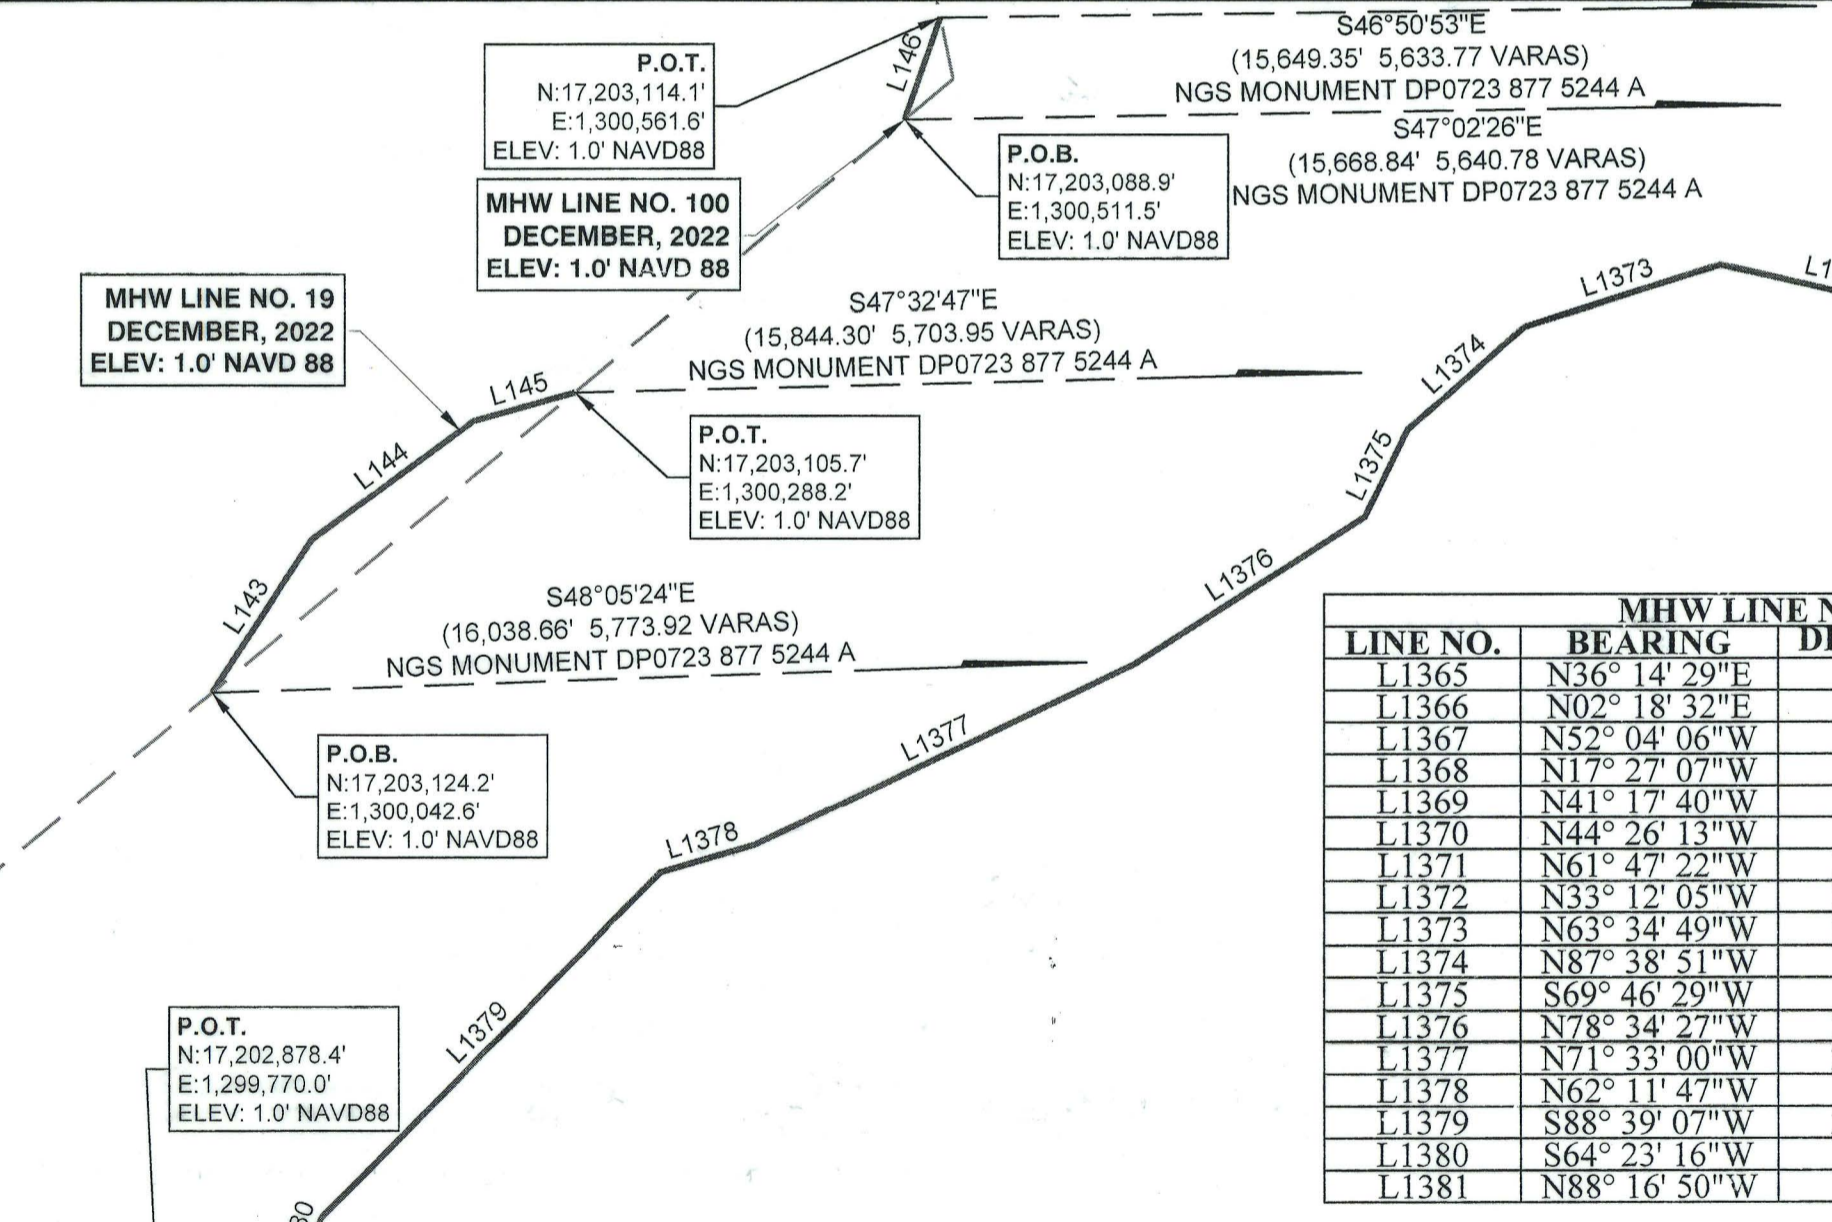 S46°50'53"E
(15,649.35' 5,633.77 VARAS)
NGS MONUMENT DP0723 877 5244 A
L146
P.O.T.
N:17,203,114.1'
E:1,300,561.6'
ELEV: 1.0' NAVD88
S47°02'26"E
(15,668.84' 5,640.78 VARAS)
NGS MONUMENT DP0723 877 5244 A
P.O.B.
N:17,203,088.9'
E:1,300,511.5'
ELEV: 1.0' NAVD88
MHW LINE NO. 100
DECEMBER, 2022
ELEV: 1.0' NAVD 88
MHW LINE NO. 19
DECEMBER, 2022
ELEV: 1.0' NAVD 88
S47°32'47"E
(15,844.30' 5,703.95 VARAS)
NGS MONUMENT DP0723 877 5244 A
L145
L144
L143
P.O.T.
N:17,203,105.7'
E:1,300,288.2'
ELEV: 1.0' NAVD88
S48°05'24"E
(16,038.66' 5,773.92 VARAS)
NGS MONUMENT DP0723 877 5244 A
P.O.B.
N:17,203,124.2'
E:1,300,042.6'
ELEV: 1.0' NAVD88
P.O.T.
N:17,202,878.4'
E:1,299,770.0'
ELEV: 1.0' NAVD88
L1373
L1374
L1375
L1376
L1377
L1378
L1379
MHW LINE
LINE NO. BEARING
L1365 N36° 14' 29"E
L1366 N02° 18' 32"E
L1367 N52° 04' 06"W
L1368 N17° 27' 07"W
L1369 N41° 17' 40"W
L1370 N44° 26' 13"W
L1371 N61° 47' 22"W
L1372 N33° 12' 05"W
L1373 N63° 34' 49"W
L1374 N87° 38' 51"W
L1375 S69° 46' 29"W
L1376 N78° 34' 27"W
L1377 N71° 33' 00"W
L1378 N62° 11' 47"W
L1379 S88° 39' 07"W
L1380 S64° 23' 16"W
L1381 N88° 16' 50"W